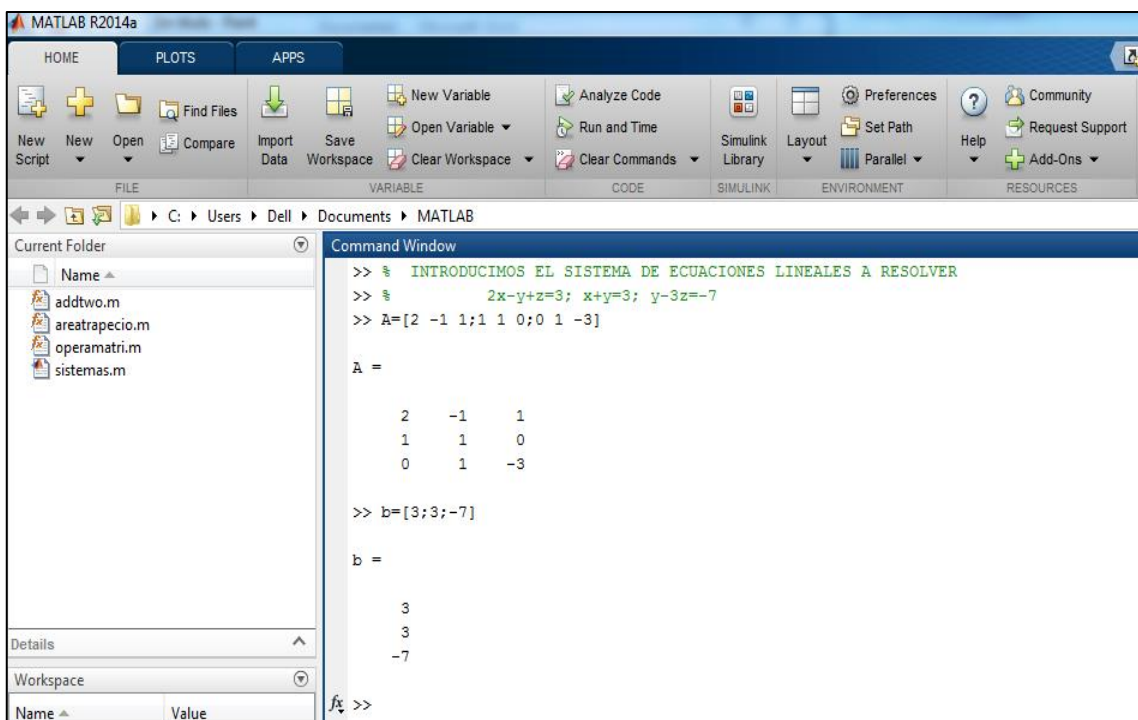 MATLAB R2014a
HOME PLOTS APPS
New Script
New
Open
Find Files
Compare
Import Data
Save Workspace
New Variable
Open Variable
Clear Workspace
Analyze Code
Run and Time
Clear Commands
Simulink Library
Layout
Preferences
Set Path
Parallel
Help
Community
Request Support
Add-Ons
FILE VARIABLE CODE SIMULINK ENVIRONMENT RESOURCES
C: Users Dell Documents MATLAB
Current Folder
Name
addtwo.m
areatrapecio.m
operamatri.m
sistemas.m
Details
Workspace
Name Value
Command Window
>> % INTRODUCIMOS EL SISTEMA DE ECUACIONES LINEALES A RESOLVER
>> % 2x-y+z=3; x+y=3; y-3z=-7
>> A=[2 -1 1;1 1 0;0 1 -3]
A =
2 -1 1
1 1 0
0 1 -3
>> b=[3;3;-7]
b =
3
3
-7
fx >>